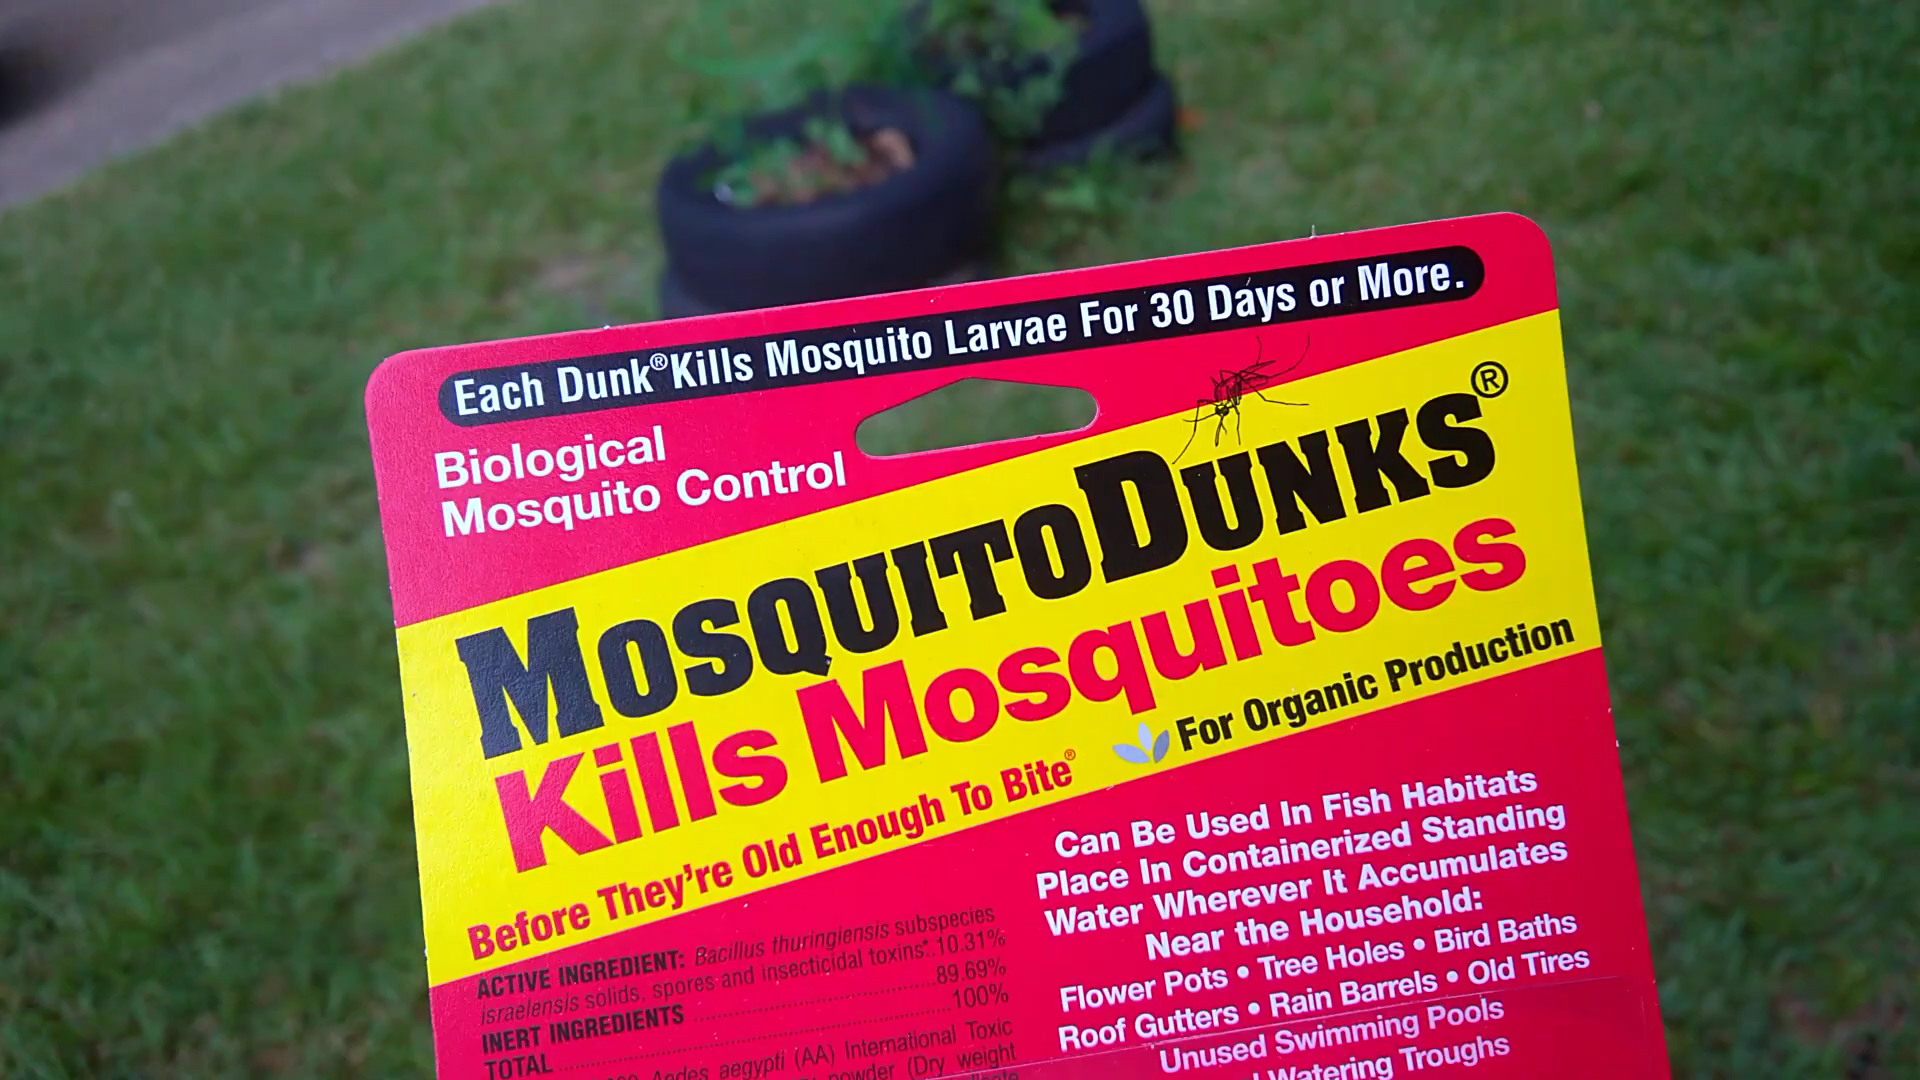 Each Dunk® Kills Mosquito Larvae For 30 Days or More.
Biological
Mosquito Control
MOSQUITO DUNKS®
Kills Mosquitoes
Before They're Old Enough To Bite®
For Organic Production
ACTIVE INGREDIENT: Bacillus thuringiensis subspecies
israelensis solids, spores and insecticidal toxins*..10.31%
INERT INGREDIENTS ........................89.69%
TOTAL ........................................100%
Aedes aegypti (AA) International Toxic
powder (Dry weight
Can Be Used In Fish Habitats
Place In Containerized Standing
Water Wherever It Accumulates
Near the Household:
Flower Pots • Tree Holes • Bird Baths
Roof Gutters • Rain Barrels • Old Tires
Unused Swimming Pools
Watering Troughs